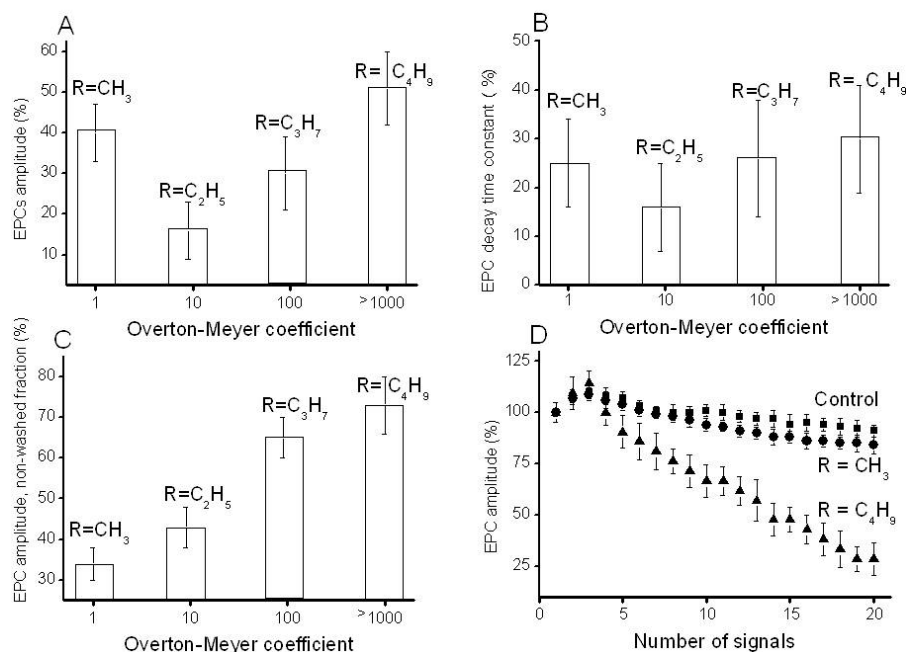 A
EPCs amplitude (%)
60
50
40
30
20
10
R=CH3
R=C2H5
R=C3H7
R= C4H9
1
10
100
>1000
Overton-Meyer coefficient
B
EPC decay time constant ( %)
50
40
30
20
10
0
R=CH3
R=C2H5
R=C3H7
R= C4H9
1
10
100
>1000
Overton-Meyer coefficient
C
EPC amplitude, non-washed fraction (%)
80
70
60
50
40
30
R=CH3
R=C2H5
R=C3H7
R= C4H9
1
10
100
>1000
Overton-Meyer coefficient
D
EPC amplitude (%)
125
100
75
50
25
Control
R = CH3
R = C4H9
0
5
10
15
20
Number of signals